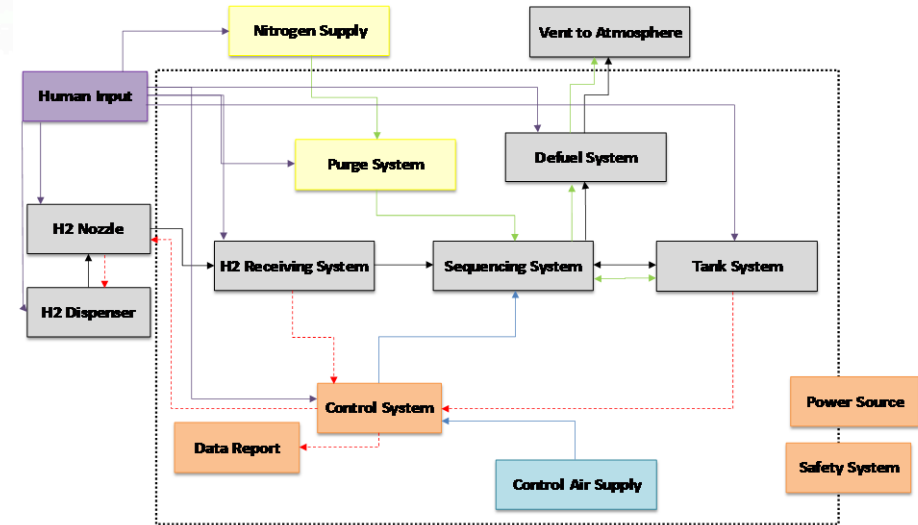 Nitrogen Supply
Vent to Atmosphere
Human Input
Purge System
Defuel System
H2 Nozzle
H2 Receiving System
Sequencing System
Tank System
H2 Dispenser
Control System
Power Source
Data Report
Safety System
Control Air Supply